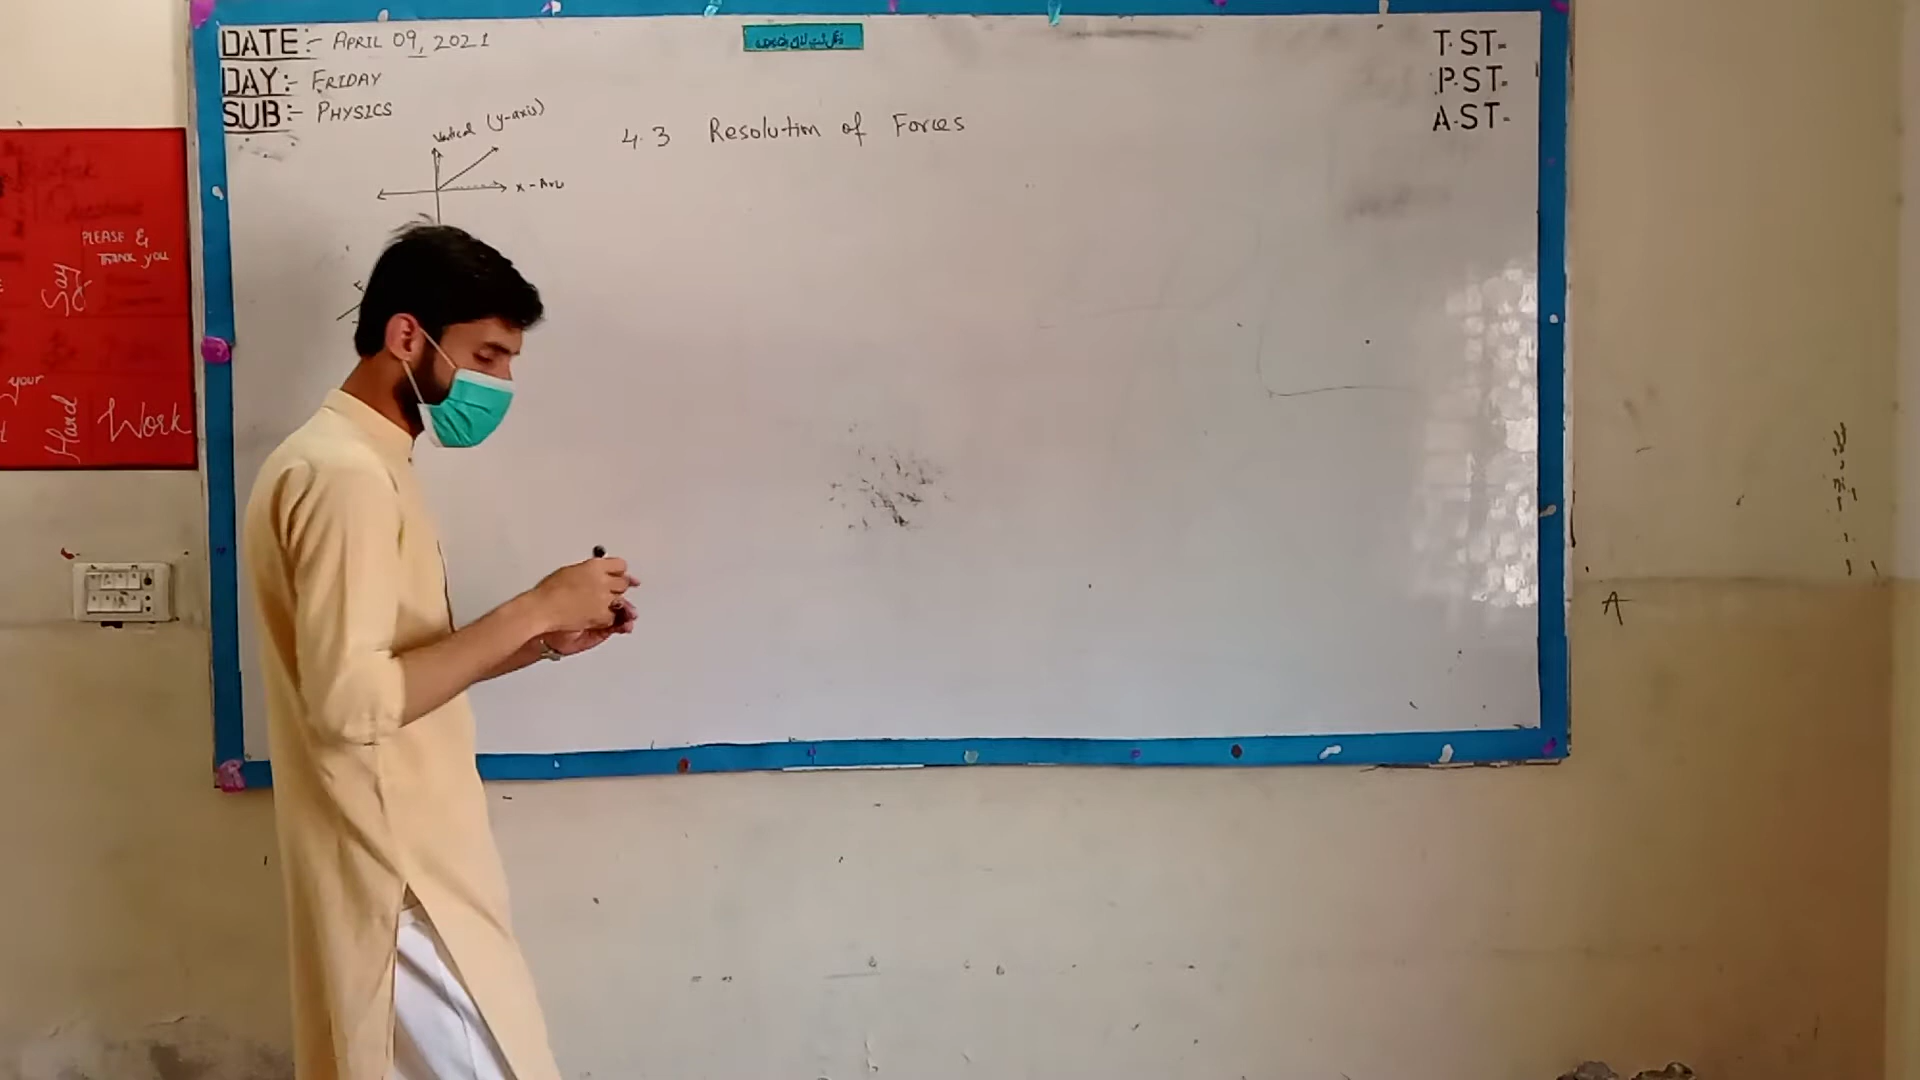 DATE:- APRIL 09, 2021
DAY:- FRIDAY
SUB:- PHYSICS
T.ST-
P.ST-
A.ST-
Vertical (y-axis)
4.3 Resolution of Forces
PLEASE &
THANK you
Say
your
Hard Work
A